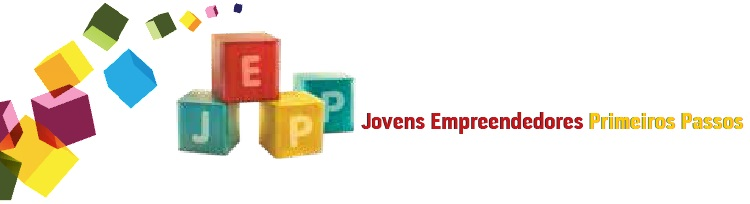 E
J P P
Jovens Empreendedores Primeiros Passos